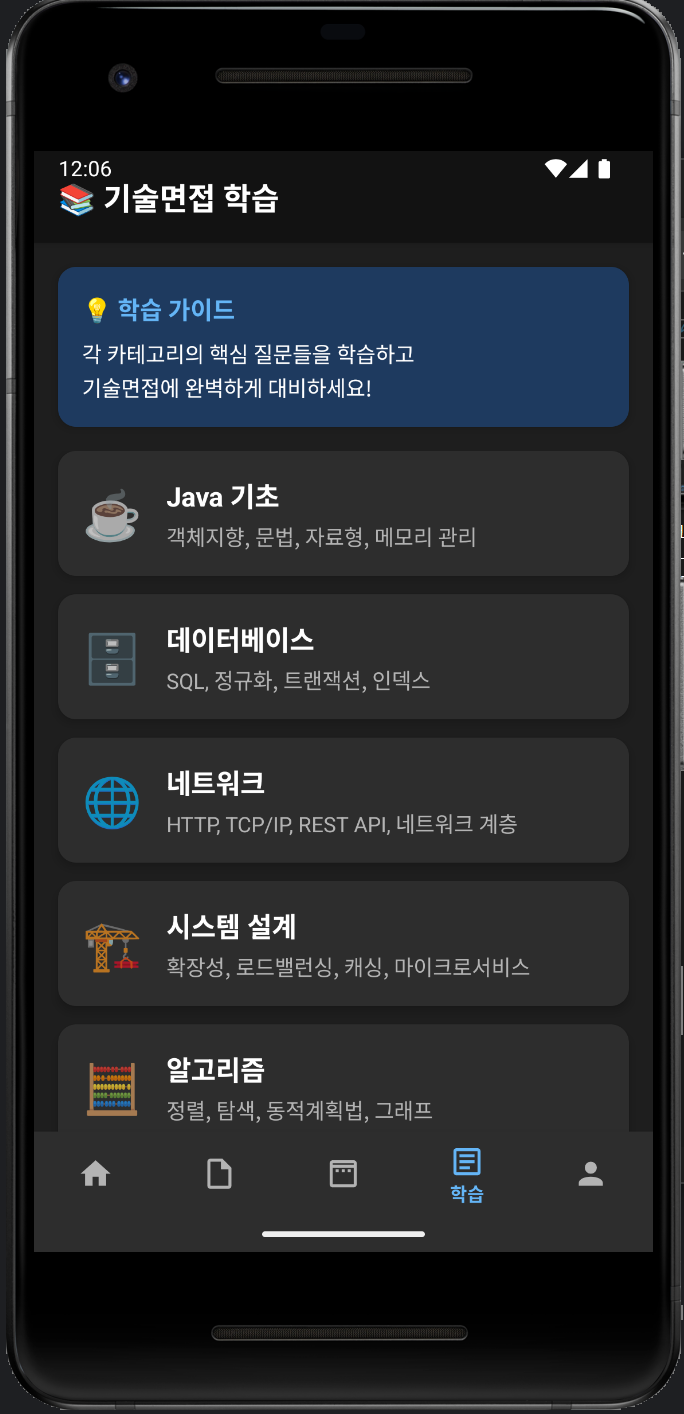 12:06
기술면접 학습
학습 가이드
각 카테고리의 핵심 질문들을 학습하고
기술면접에 완벽하게 대비하세요!
Java 기초
객체지향, 문법, 자료형, 메모리 관리
데이터베이스
SQL, 정규화, 트랜잭션, 인덱스
네트워크
HTTP, TCP/IP, REST API, 네트워크 계층
시스템 설계
확장성, 로드밸런싱, 캐싱, 마이크로서비스
알고리즘
정렬, 탐색, 동적계획법, 그래프
학습